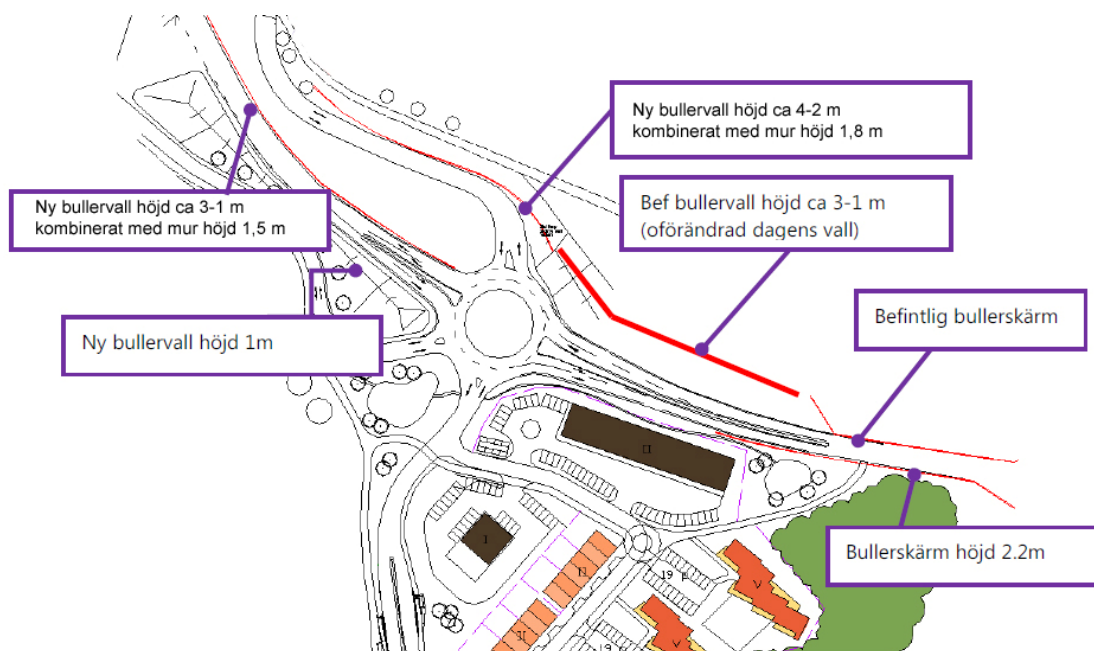 Ny bullervall höjd ca 4-2 m
kombinerat med mur höjd 1,8 m
Bef bullervall höjd ca 3-1 m
(oförändrad dagens vall)
Ny bullervall höjd ca 3-1 m
kombinerat med mur höjd 1,5 m
Befintlig bullerskärm
Ny bullervall höjd 1m
Bullerskärm höjd 2.2m
II
I
II
II
19 p
V
V
19 p